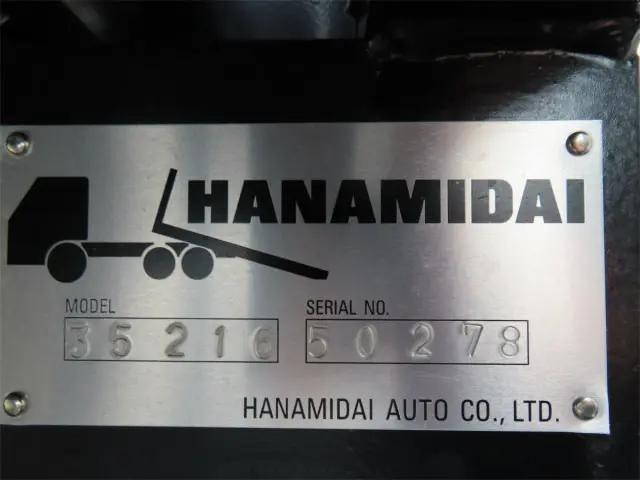 HANAMIDAI
MODEL SERIAL NO.
35216 50278
HANAMIDAI AUTO CO., LTD.